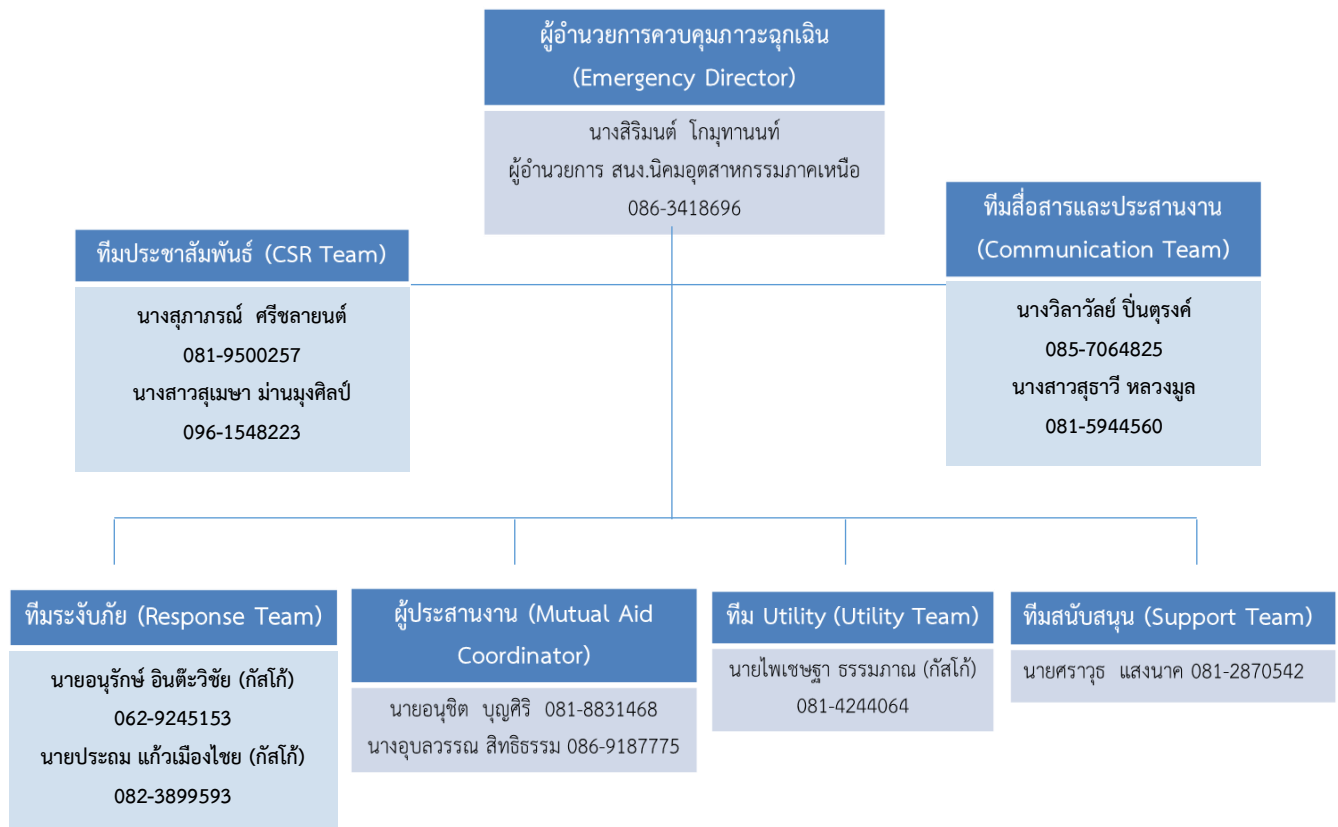 ผู้อำนวยการควบคุมภาวะฉุกเฉิน
(Emergency Director)
นางสิริมนต์ โกมุทานนท์
ผู้อำนวยการ สนง.นิคมอุตสาหกรรมภาคเหนือ
086-3418696
ทีมประชาสัมพันธ์ (CSR Team)
นางสุภาภรณ์ ศรีชลายนต์
081-9500257
นางสาวสุเมษา ม่านมุงศิลป์
096-1548223
ทีมสื่อสารและประสานงาน
(Communication Team)
นางวิลาวัลย์ ปิ่นตุรงค์
085-7064825
นางสาวสุธาวี หลวงมูล
081-5944560
ทีมระงับภัย (Response Team)
นายอนุรักษ์ อินต๊ะวิชัย (กัสโก้)
062-9245153
นายประถม แก้วเมืองไชย (กัสโก้)
082-3899593
ผู้ประสานงาน (Mutual Aid
Coordinator)
นายอนุชิต บุญศิริ 081-8831468
นางอุบลวรรณ สิทธิธรรม 086-9187775
ทีม Utility (Utility Team)
นายไพเชษฐา ธรรมภาณ (กัสโก้)
081-4244064
ทีมสนับสนุน (Support Team)
นายศราวุธ แสงนาค 081-2870542